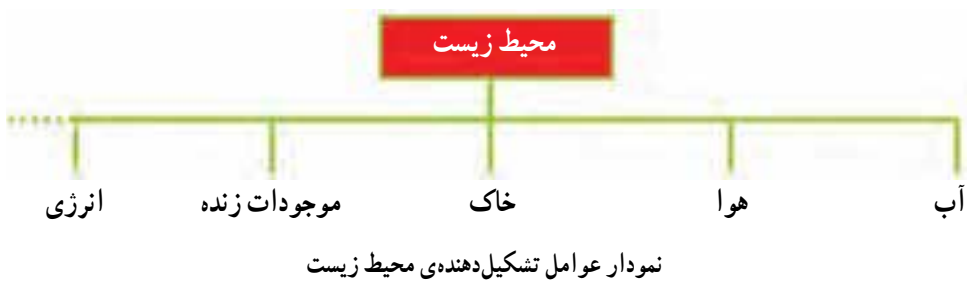 محیط زیست
آب هوا خاک موجودات زنده انرژی
نمودار عوامل تشکیل‌دهنده‌ی محیط زیست